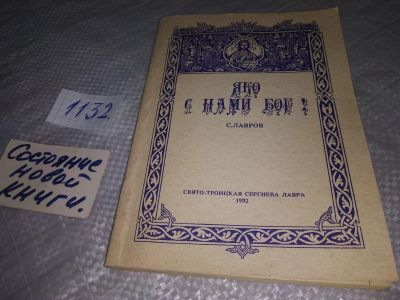 ЯКО
С НАМИ БОГ!
С.ЛАВРОВ
СВЯТО-ТРОИЦКАЯ СЕРГИЕВА ЛАВРА
1992
1132
Состояние
новой
книги.